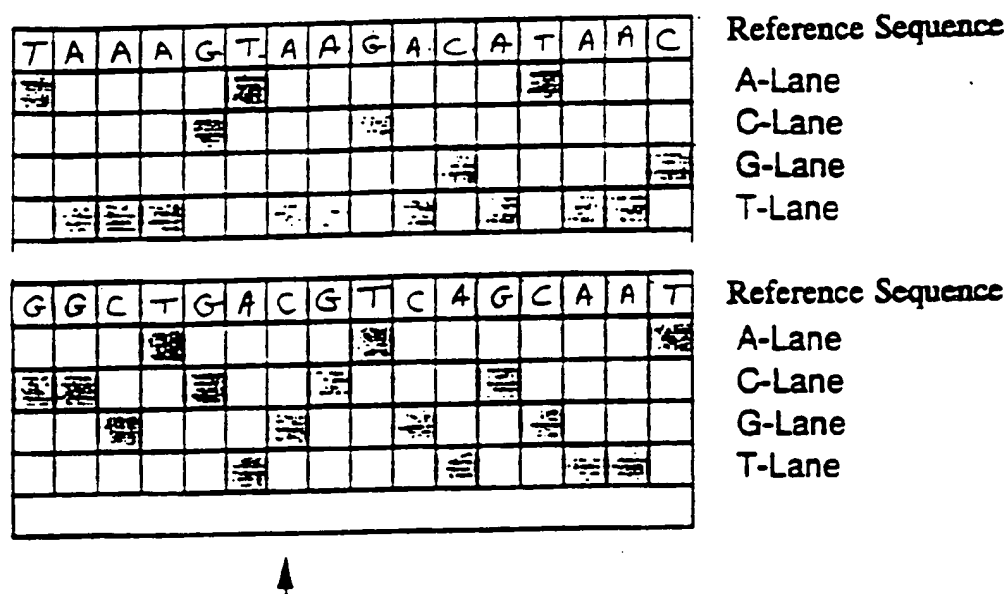 T A A A G T A A G A C A T A A C Reference Sequence
A-Lane
C-Lane
G-Lane
T-Lane
G G C T G A C G T C A G C A A T Reference Sequence
A-Lane
C-Lane
G-Lane
T-Lane